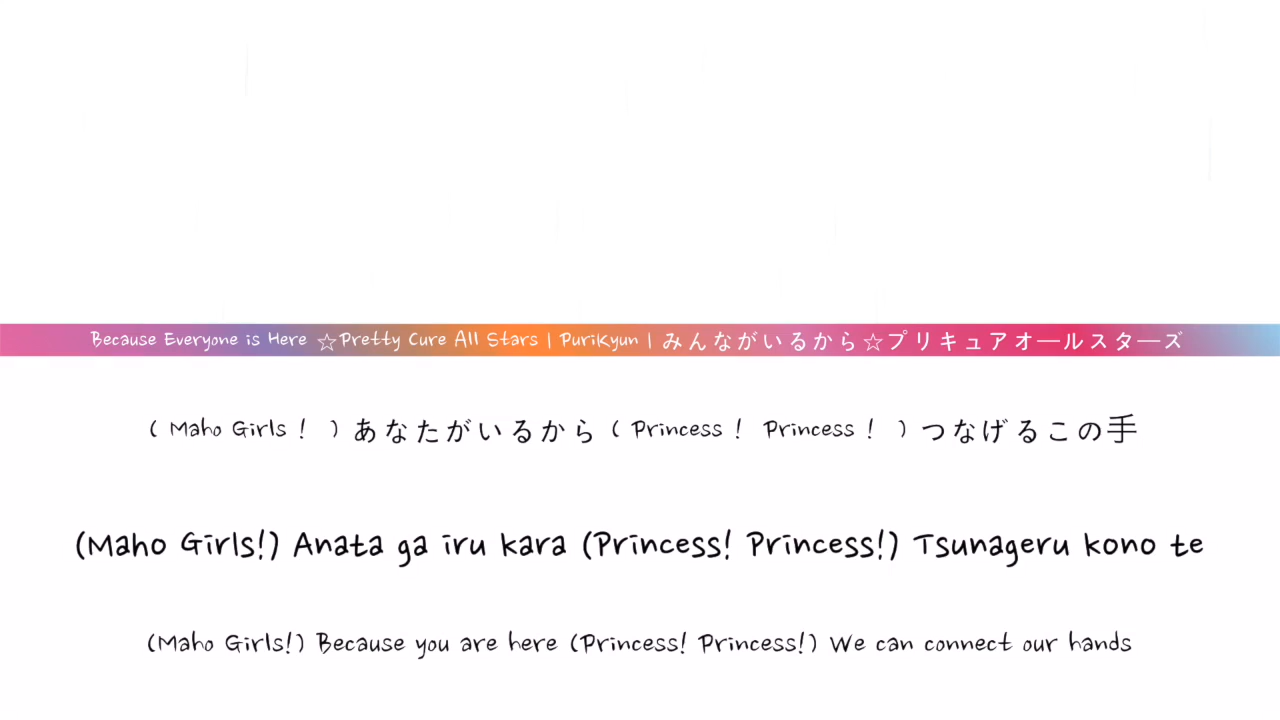 Because Everyone is Here ☆Pretty Cure All Stars | PuriKyun | みんながいるから☆プリキュアオールスターズ
( Maho Girls ! ) あなたがいるから ( Princess ! Princess ! ) つなげるこの手
(Maho Girls!) Anata ga iru kara (Princess! Princess!) Tsunageru kono te
(Maho Girls!) Because you are here (Princess! Princess!) We can connect our hands